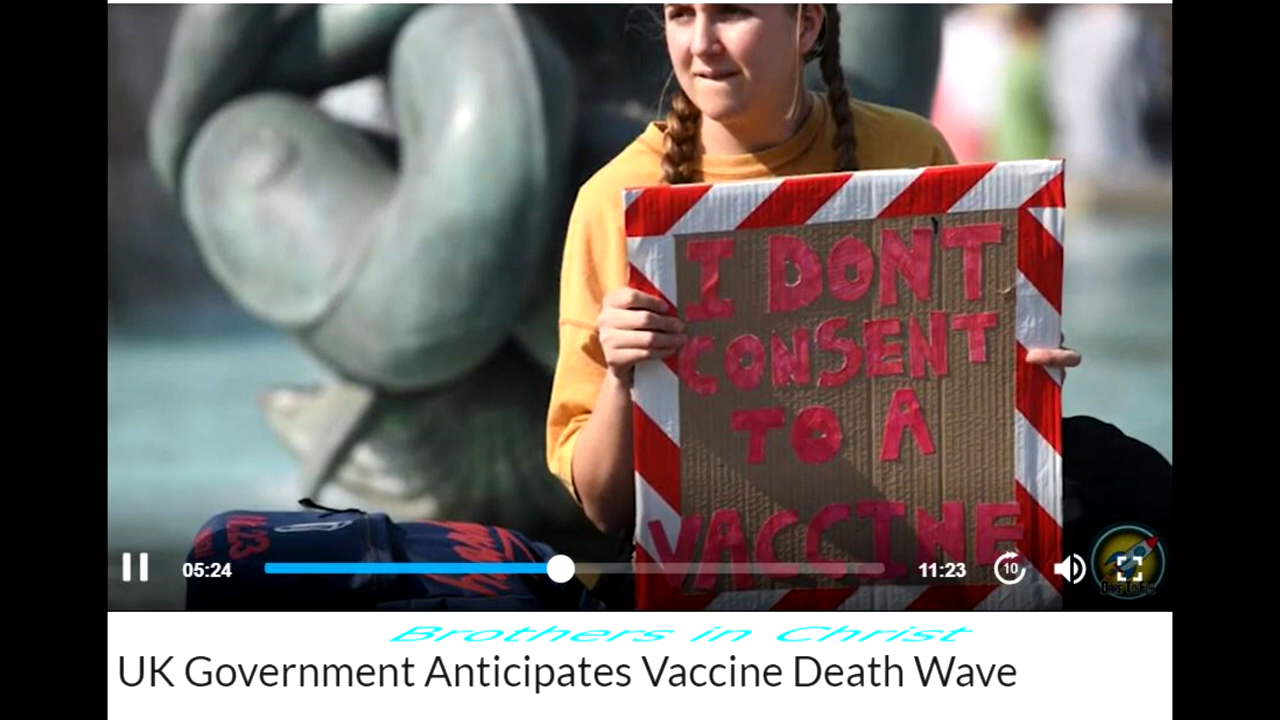 I DONT
CONSENT
TO A
VACCINE
05:24
11:23
10
Brothers in Christ
UK Government Anticipates Vaccine Death Wave